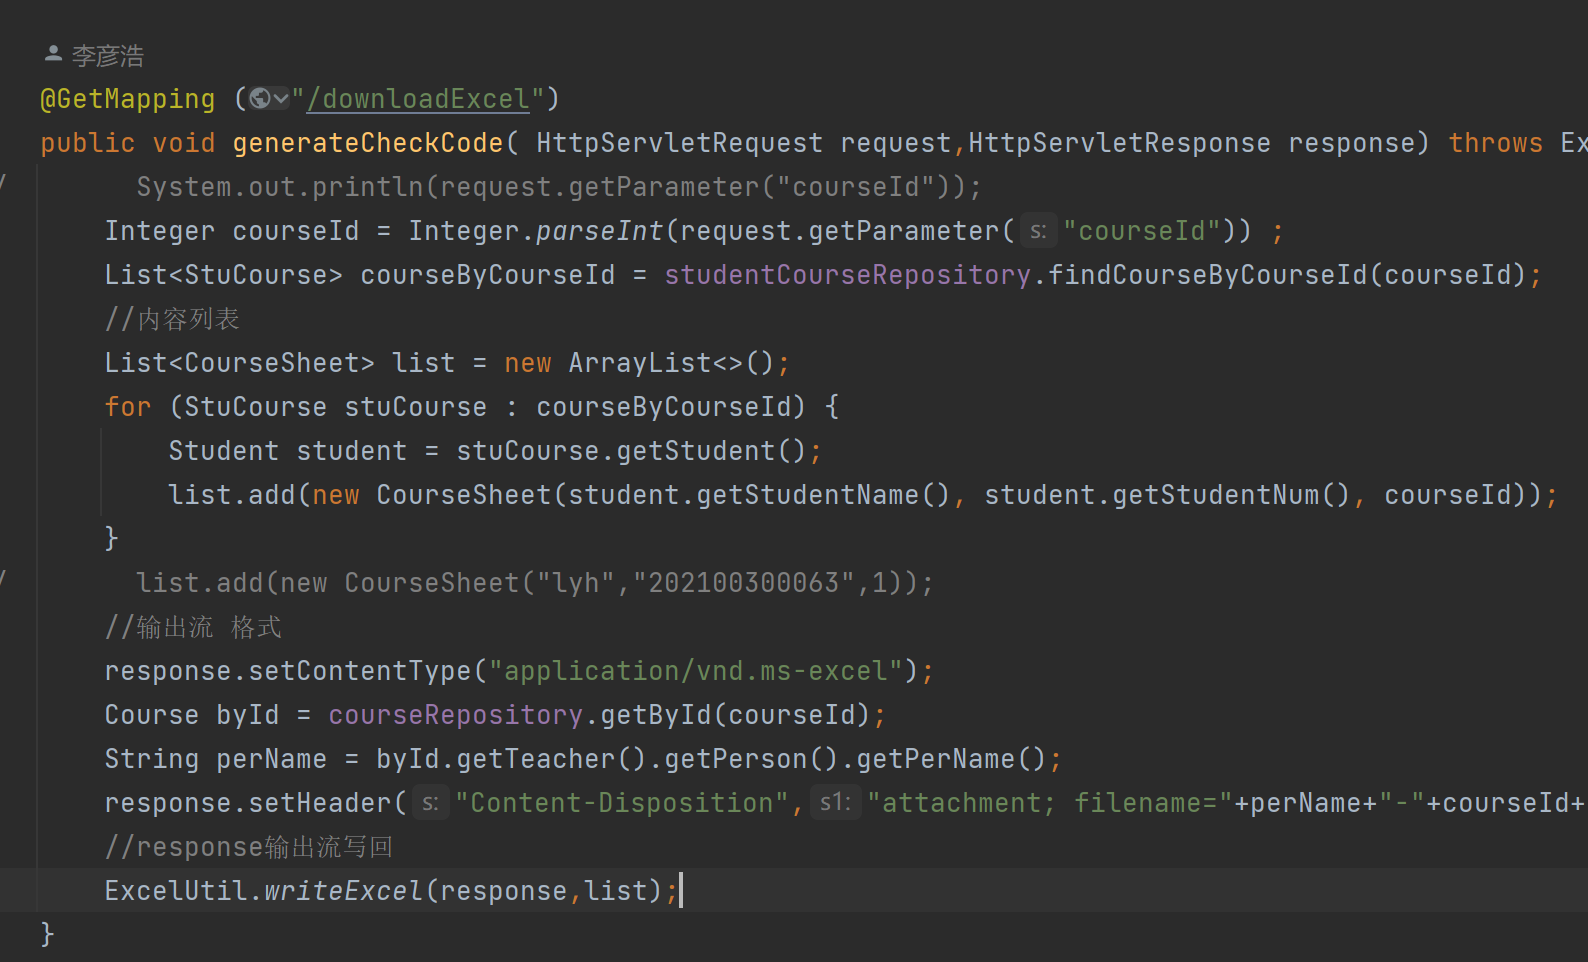 李彦浩
@GetMapping ("/downloadExcel")
public void generateCheckCode( HttpServletRequest request,HttpServletResponse response) throws Ex
/ System.out.println(request.getParameter("courseId"));
Integer courseId = Integer.parseInt(request.getParameter( s: "courseId")) ;
List<StuCourse> courseByCourseId = studentCourseRepository.findCourseByCourseId(courseId);
//内容列表
List<CourseSheet> list = new ArrayList<>();
for (StuCourse stuCourse : courseByCourseId) {
Student student = stuCourse.getStudent();
list.add(new CourseSheet(student.getStudentName(), student.getStudentNum(), courseId));
}
/ list.add(new CourseSheet("lyh","202100300063",1));
//输出流 格式
response.setContentType("application/vnd.ms-excel");
Course byId = courseRepository.getById(courseId);
String perName = byId.getTeacher().getPerson().getPerName();
response.setHeader( s: "Content-Disposition", s1: "attachment; filename="+perName+"-"+courseId+
//response输出流写回
ExcelUtil.writeExcel(response,list);
}